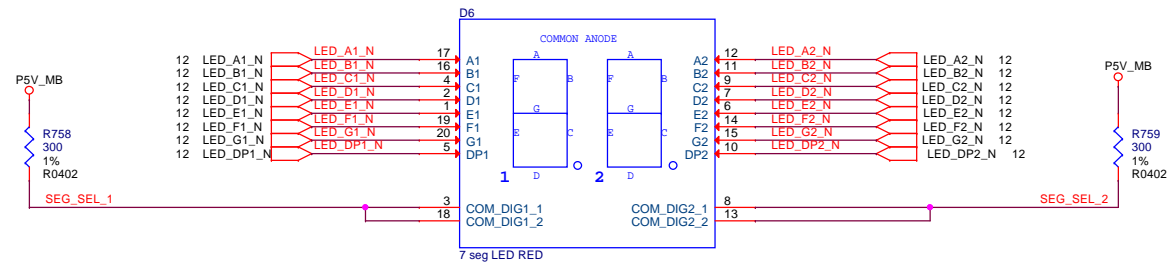 D6
COMMON ANODE
12 LED_A1_N LED_A1_N 17 A1 A A A2 12 LED_A2_N LED_A2_N 12
12 LED_B1_N LED_B1_N 16 B1 B2 11 LED_B2_N LED_B2_N 12
12 LED_C1_N LED_C1_N 4 C1 F B F B C2 9 LED_C2_N LED_C2_N 12
12 LED_D1_N LED_D1_N 2 D1 D2 7 LED_D2_N LED_D2_N 12
12 LED_E1_N LED_E1_N 1 E1 G G E2 6 LED_E2_N LED_E2_N 12
12 LED_F1_N LED_F1_N 19 F1 E C E C F2 14 LED_F2_N LED_F2_N 12
12 LED_G1_N LED_G1_N 20 G1 G2 15 LED_G2_N LED_G2_N 12
12 LED_DP1_N LED_DP1_N 5 DP1 DP2 10 LED_DP2_N LED_DP2_N 12
1 D 2 D
P5V_MB
R758
300
1%
R0402
P5V_MB
R759
300
1%
R0402
SEG_SEL_1 3 COM_DIG1_1 COM_DIG2_1 8 SEG_SEL_2
18 COM_DIG1_2 COM_DIG2_2 13
7 seg LED RED